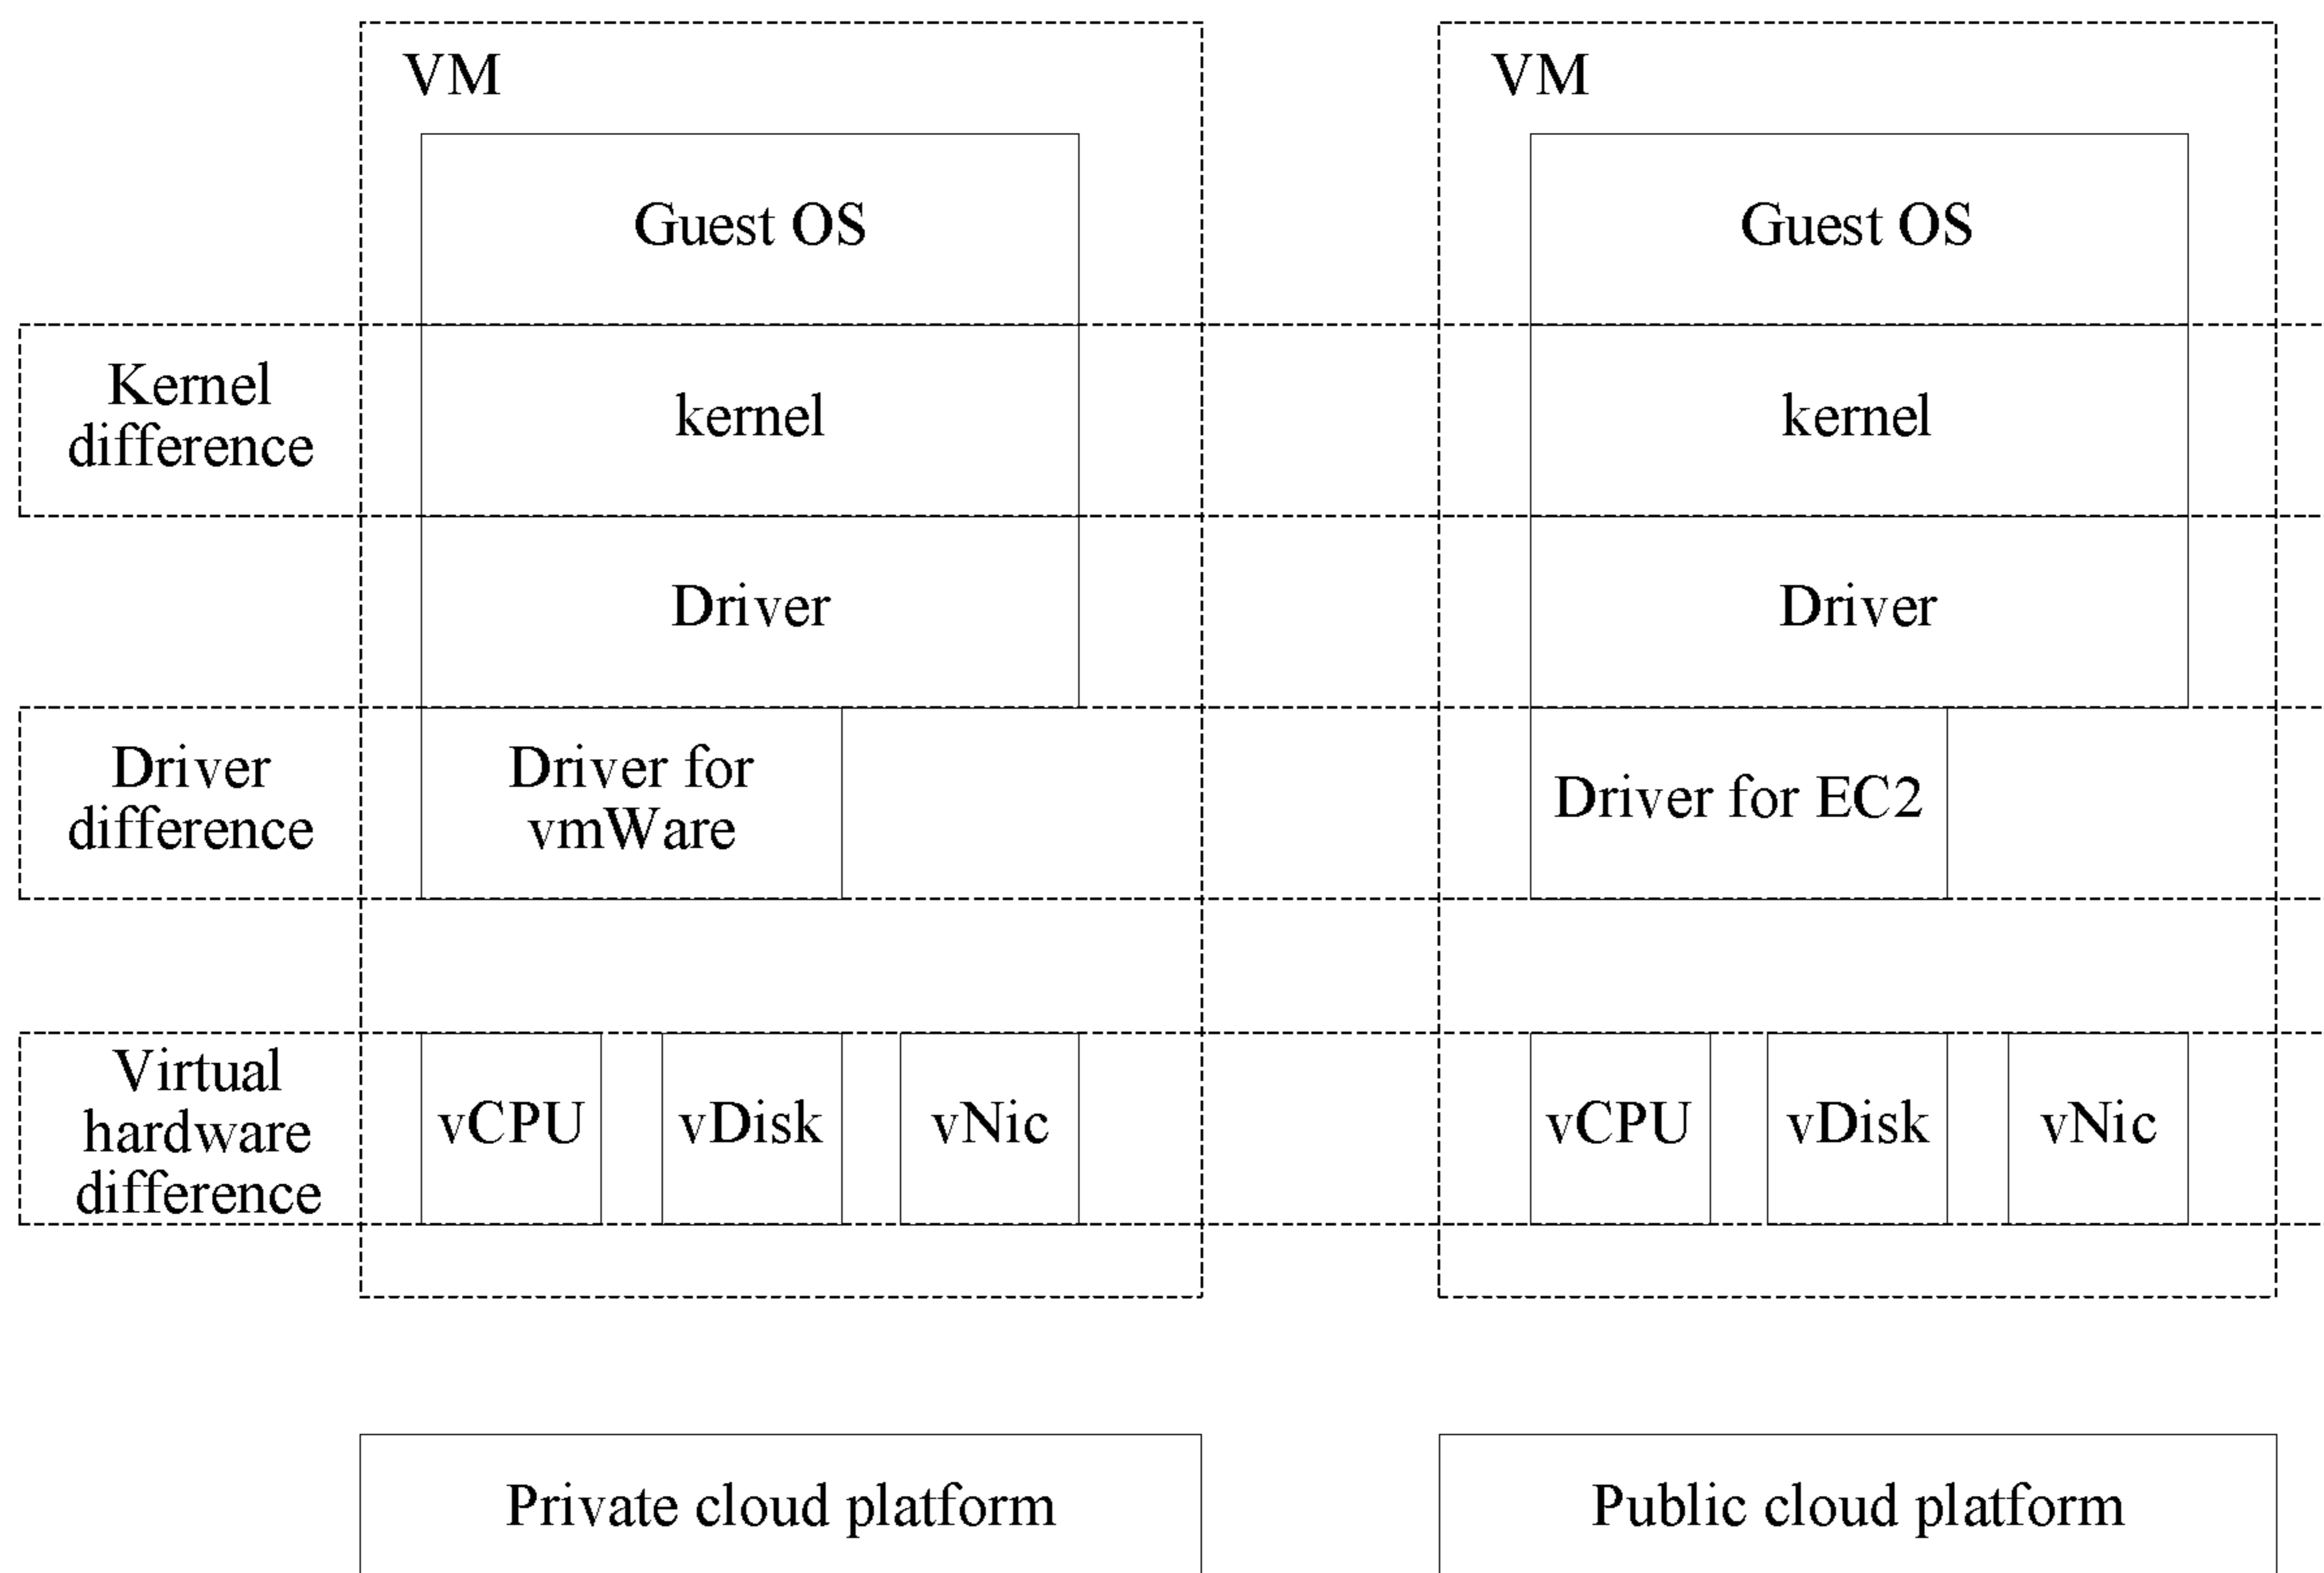 VM
VM
Guest OS
Guest OS
Kernel
difference
kernel
kernel
Driver
Driver
Driver
difference
Driver for
vmWare
Driver for EC2
Virtual
hardware
difference
vCPU
vDisk
vNic
vCPU
vDisk
vNic
Private cloud platform
Public cloud platform